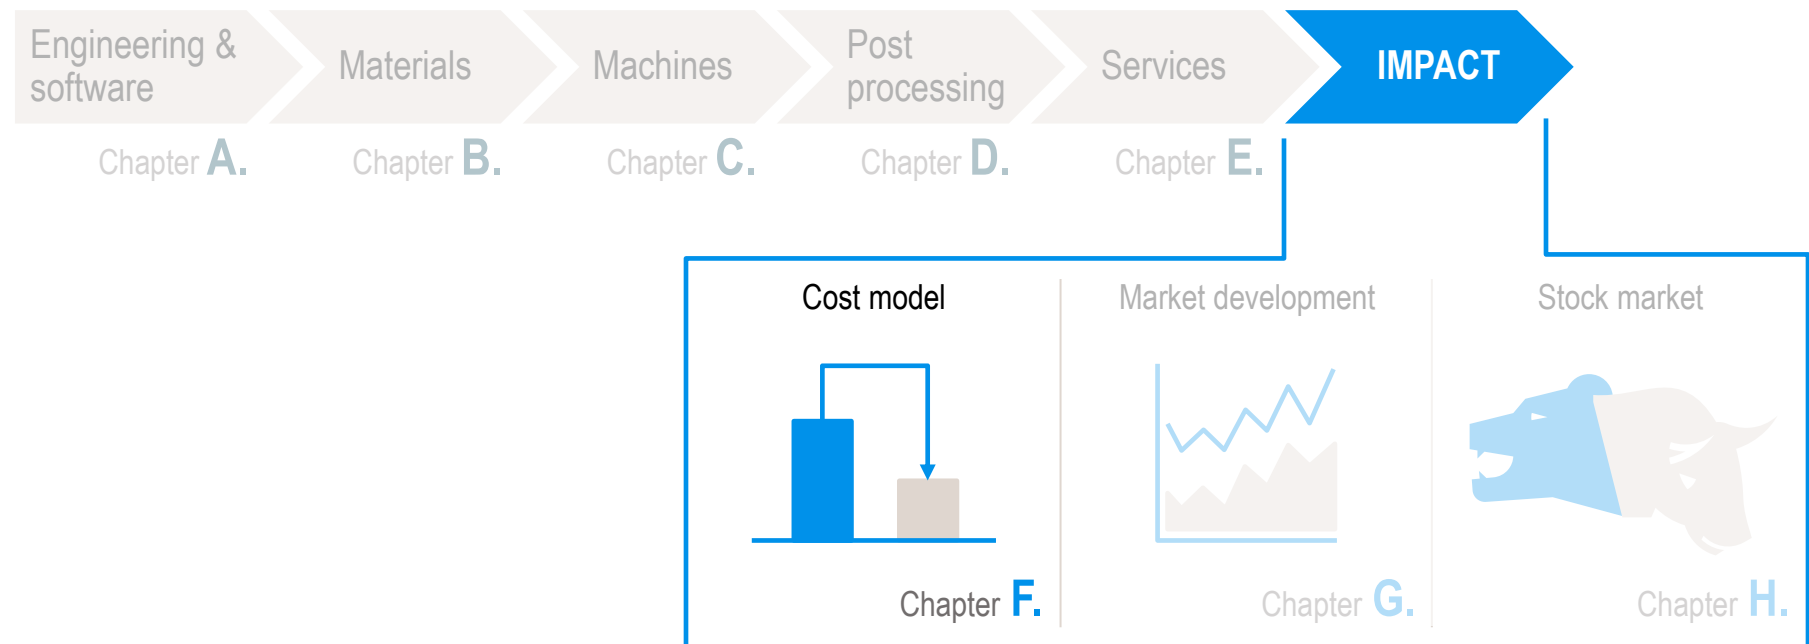 Engineering &
software
Materials
Machines
Post
processing
Services
IMPACT
Chapter A.
Chapter B.
Chapter C.
Chapter D.
Chapter E.
Cost model
Market development
Stock market
Chapter F.
Chapter G.
Chapter H.